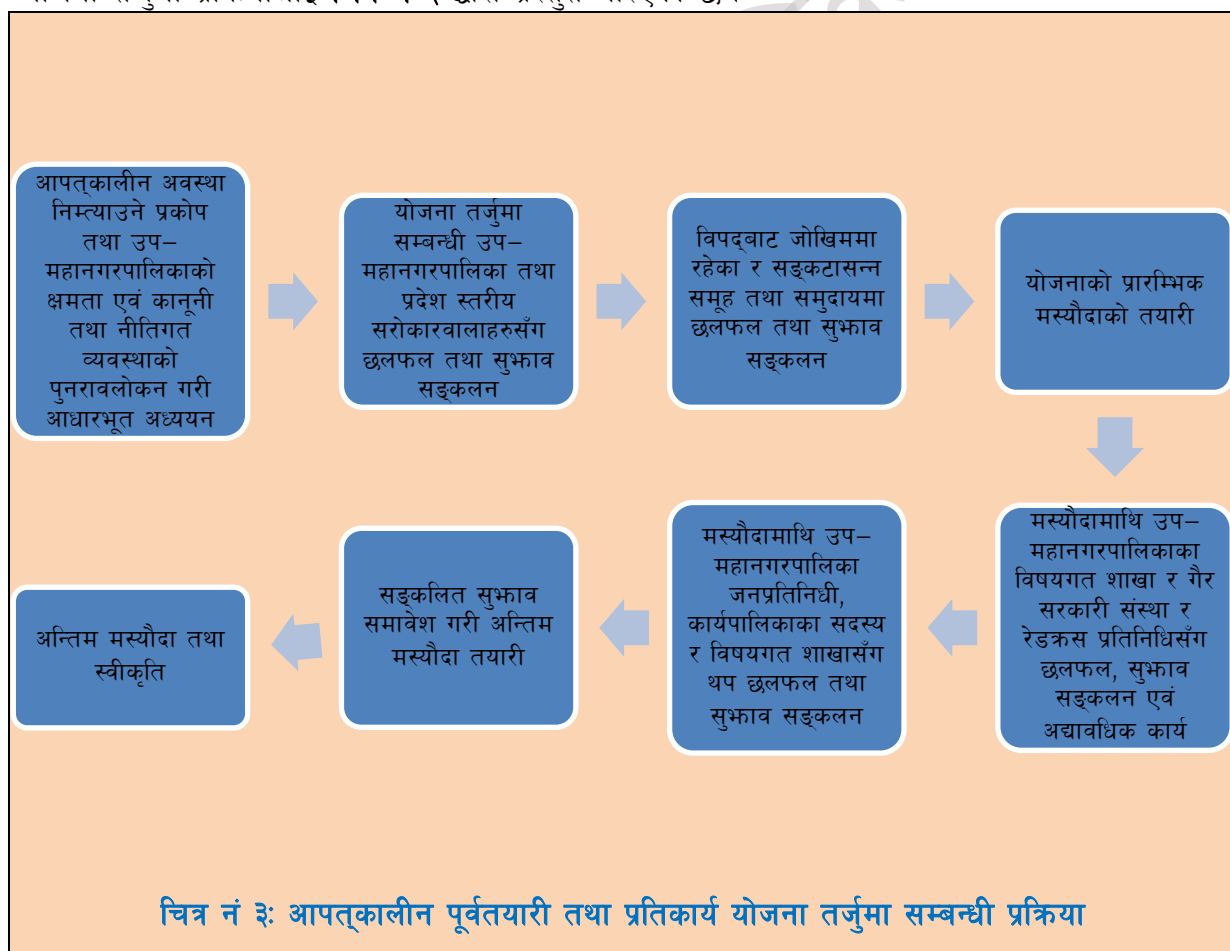 आपत्कालीन अवस्था
निम्त्याउने प्रकोप
तथा उप–
महानगरपालिकाको
क्षमता एवं कानूनी
तथा नीतिगत
व्यवस्थाको
पुनरावलोकन गरी
आधारभूत अध्ययन
योजना तर्जुमा
सम्बन्धी उप–
महानगरपालिका तथा
प्रदेश स्तरीय
सरोकारवालाहरुसँग
छलफल तथा सुझाव
सङ्कलन
विपद्बाट जोखिममा
रहेका र सङ्कटासन्न
समूह तथा समुदायमा
छलफल तथा सुझाव
सङ्कलन
योजनाको प्रारम्भिक
मस्यौदाको तयारी
मस्यौदामाथि उप–
महानगरपालिकाका
विषयगत शाखा र गैर
सरकारी संस्था र
रेडक्रस प्रतिनिधिसँग
छलफल, सुझाव
सङ्कलन एवं
अद्यावधिक कार्य
मस्यौदामाथि उप–
महानगरपालिका
जनप्रतिनिधी,
कार्यपालिकाका सदस्य
र विषयगत शाखासँग
थप छलफल तथा
सुझाव सङ्कलन
सङ्कलित सुझाव
समावेश गरी अन्तिम
मस्यौदा तयारी
अन्तिम मस्यौदा तथा
स्वीकृति
चित्र नं ३: आपत्कालीन पूर्वतयारी तथा प्रतिकार्य योजना तर्जुमा सम्बन्धी प्रक्रिया